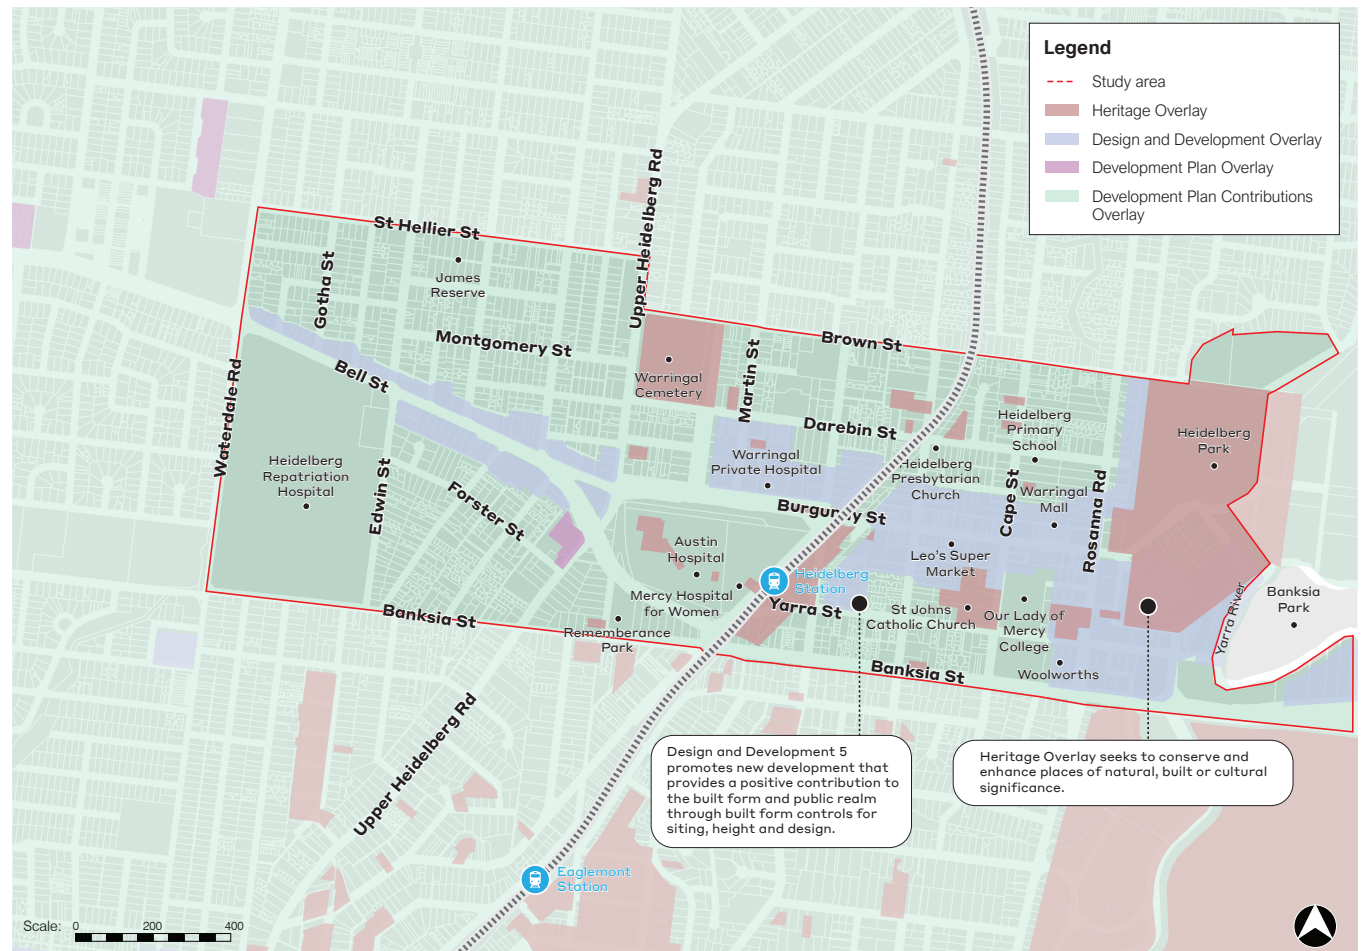 Legend
Study area
Heritage Overlay
Design and Development Overlay
Development Plan Overlay
Development Plan Contributions
Overlay
St Hellier St
Upper Heidelberg Rd
Gotha St
James
Reserve
Montgomery St
Brown St
Bell St
Waterdale Rd
Warringal
Cemetery
Martin St
Darebin St
Heidelberg
Primary
School
Heidelberg
Park
Heidelberg
Repatriation
Hospital
Edwin St
Forster St
Warringal
Private Hospital
Heidelberg
Presbytarian
Church
Cape St
Warringal
Mall
Rosanna Rd
Burgundy St
Austin
Hospital
Leo's Super
Market
Heidelberg
Station
Mercy Hospital
for Women
Yarra St
St Johns
Catholic Church
Our Lady of
Mercy
College
Yarra River
Banksia
Park
Banksia St
Rememberance
Park
Banksia St
Woolworths
Upper Heidelberg Rd
Design and Development 5
promotes new development that
provides a positive contribution to
the built form and public realm
through built form controls for
siting, height and design.
Heritage Overlay seeks to conserve and
enhance places of natural, built or cultural
significance.
Eaglemont
Station
Scale: 0 200 400